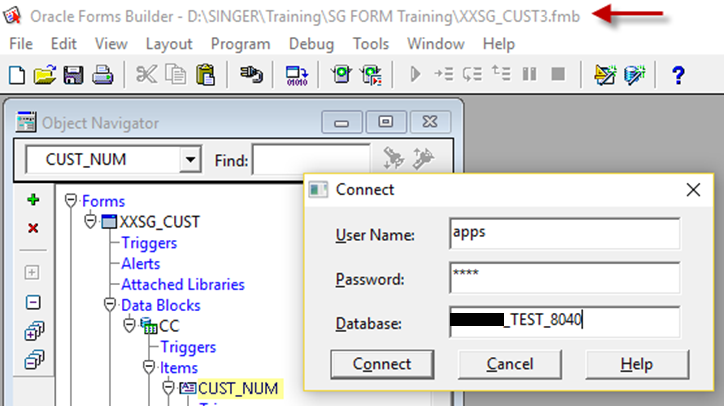 Oracle Forms Builder - D:\SINGER\Training\SG FORM Training\XXSG_CUST3.fmb
File Edit View Layout Program Debug Tools Window Help
Object Navigator
CUST_NUM Find:
Forms
XXSG_CUST
Triggers
Alerts
Attached Libraries
Data Blocks
CC
Triggers
Items
CUST_NUM
Connect
User Name: apps
Password: ****
Database: _TEST_8040
Connect Cancel Help